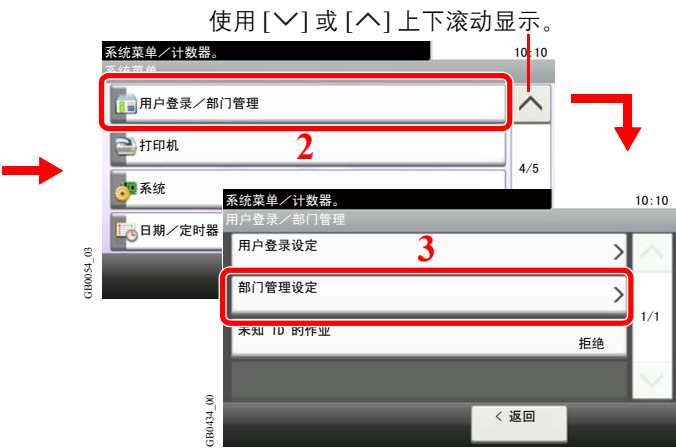 使用 [∨] 或 [∧] 上下滚动显示。
系统菜单／计数器。
10:10
系统菜单
用户登录／部门管理
打印机
2
4/5
系统
日期／定时器
GB0054_03
系统菜单／计数器。
10:10
用户登录／部门管理
用户登录设定
3
部门管理设定
1/1
未知 ID 的作业
拒绝
< 返回
GB0434_00